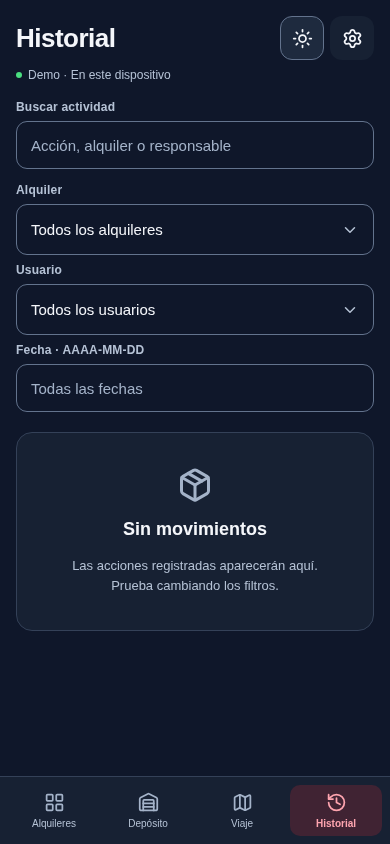 Historial
Demo · En este dispositivo
Buscar actividad
Acción, alquiler o responsable
Alquiler
Todos los alquileres
Usuario
Todos los usuarios
Fecha · AAAA-MM-DD
Todas las fechas
Sin movimientos
Las acciones registradas aparecerán aquí.
Prueba cambiando los filtros.
Alquileres
Depósito
Viaje
Historial